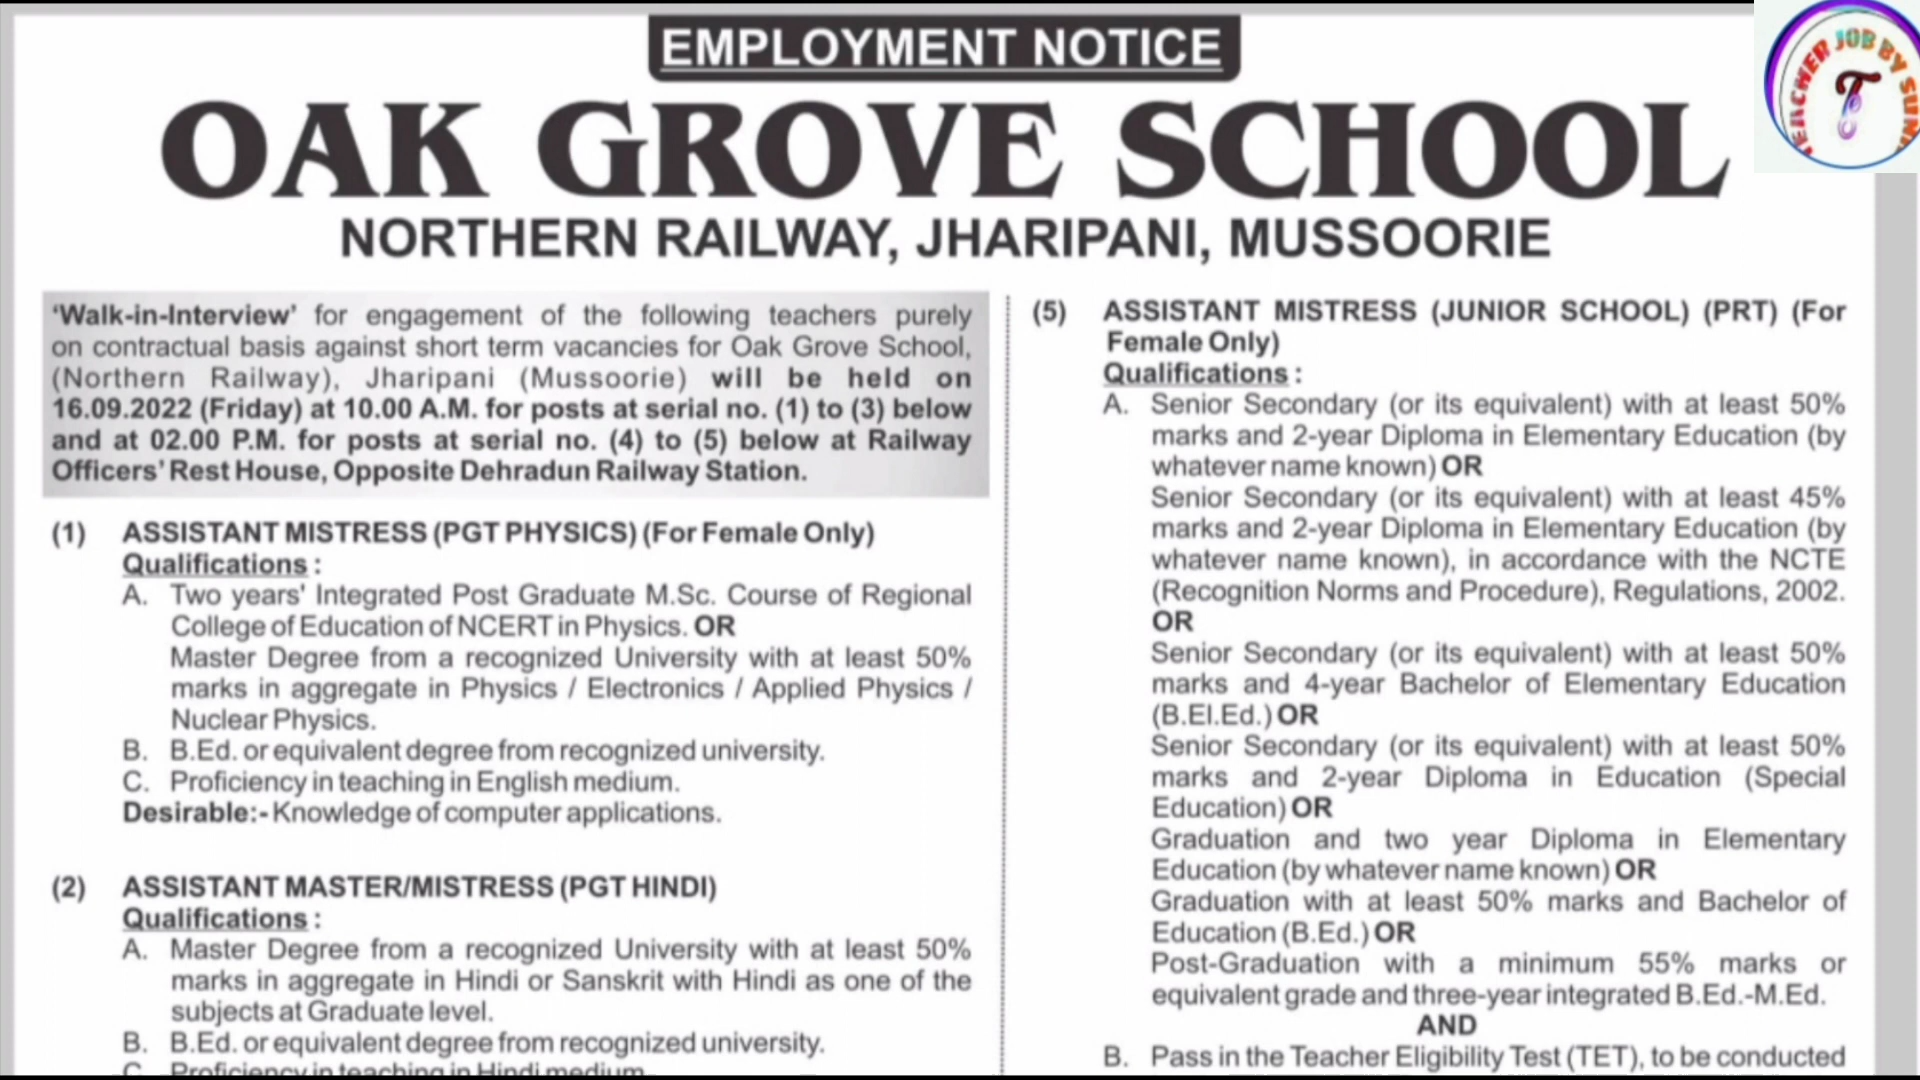 EMPLOYMENT NOTICE
OAK GROVE SCHOOL
NORTHERN RAILWAY, JHARIPANI, MUSSOORIE
TEACHER JOB BY
T
'Walk-in-Interview' for engagement of the following teachers purely
on contractual basis against short term vacancies for Oak Grove School,
(Northern Railway), Jharipani (Mussoorie) will be held on
16.09.2022 (Friday) at 10.00 A.M. for posts at serial no. (1) to (3) below
and at 02.00 P.M. for posts at serial no. (4) to (5) below at Railway
Officers' Rest House, Opposite Dehradun Railway Station.
(1) ASSISTANT MISTRESS (PGT PHYSICS) (For Female Only)
Qualifications :
A. Two years' Integrated Post Graduate M.Sc. Course of Regional
College of Education of NCERT in Physics. OR
Master Degree from a recognized University with at least 50%
marks in aggregate in Physics / Electronics / Applied Physics /
Nuclear Physics.
B. B.Ed. or equivalent degree from recognized university.
C. Proficiency in teaching in English medium.
Desirable:- Knowledge of computer applications.
(2) ASSISTANT MASTER/MISTRESS (PGT HINDI)
Qualifications :
A. Master Degree from a recognized University with at least 50%
marks in aggregate in Hindi or Sanskrit with Hindi as one of the
subjects at Graduate level.
B. B.Ed. or equivalent degree from recognized university.
C. Proficiency in teaching in Hindi medium.
(5) ASSISTANT MISTRESS (JUNIOR SCHOOL) (PRT) (For
Female Only)
Qualifications :
A. Senior Secondary (or its equivalent) with at least 50%
marks and 2-year Diploma in Elementary Education (by
whatever name known) OR
Senior Secondary (or its equivalent) with at least 45%
marks and 2-year Diploma in Elementary Education (by
whatever name known), in accordance with the NCTE
(Recognition Norms and Procedure), Regulations, 2002.
OR
Senior Secondary (or its equivalent) with at least 50%
marks and 4-year Bachelor of Elementary Education
(B.El.Ed.) OR
Senior Secondary (or its equivalent) with at least 50%
marks and 2-year Diploma in Education (Special
Education) OR
Graduation and two year Diploma in Elementary
Education (by whatever name known) OR
Graduation with at least 50% marks and Bachelor of
Education (B.Ed.) OR
Post-Graduation with a minimum 55% marks or
equivalent grade and three-year integrated B.Ed.-M.Ed.
AND
B. Pass in the Teacher Eligibility Test (TET), to be conducted